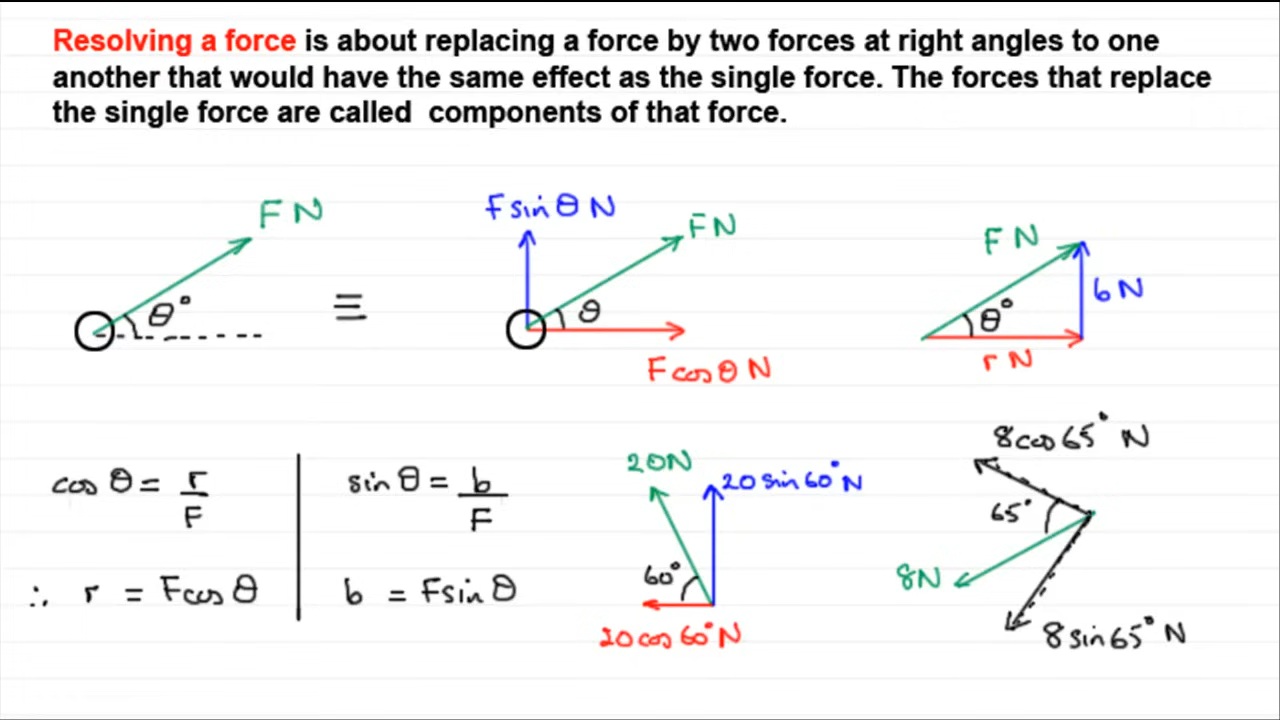 Resolving a force is about replacing a force by two forces at right angles to one
another that would have the same effect as the single force. The forces that replace
the single force are called components of that force.
F N
θ°
≡
F sin θ N
F N
θ
F cos θ N
F N
θ°
b N
r N
cos θ = r/F
sin θ = b/F
∴ r = F cos θ
b = F sin θ
20N
20 sin 60° N
60°
20 cos 60° N
8 cos 65° N
65°
8N
8 sin 65° N